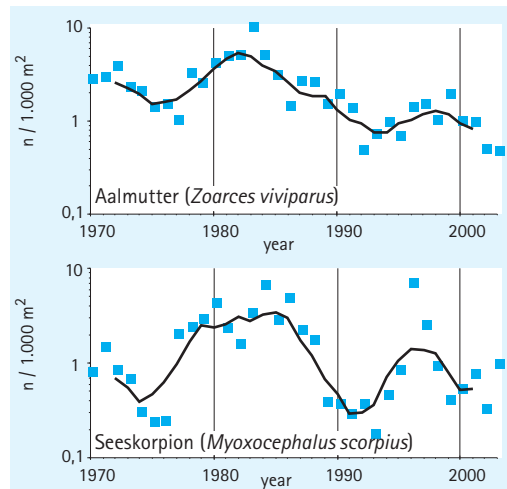 n / 1.000 m²
10
1
0,1
Aalmutter (Zoarces viviparus)
1970 1980 1990 2000
year
n / 1.000 m²
10
1
0,1
Seeskorpion (Myoxocephalus scorpius)
1970 1980 1990 2000
year